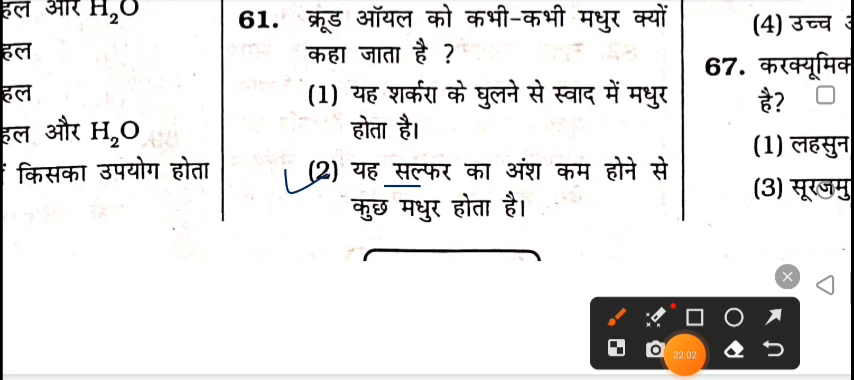 हल और H₂O
हल
हल
हल और H₂O
किसका उपयोग होता
61. क्रूड ऑयल को कभी-कभी मधुर क्यों
कहा जाता है ?
(1) यह शर्करा के घुलने से स्वाद में मधुर
होता है।
(2) यह सल्फर का अंश कम होने से
कुछ मधुर होता है।
(4) उच्च
67. करक्यूमिक
है?
(1) लहसुन
(3) सूरजमु
22:02